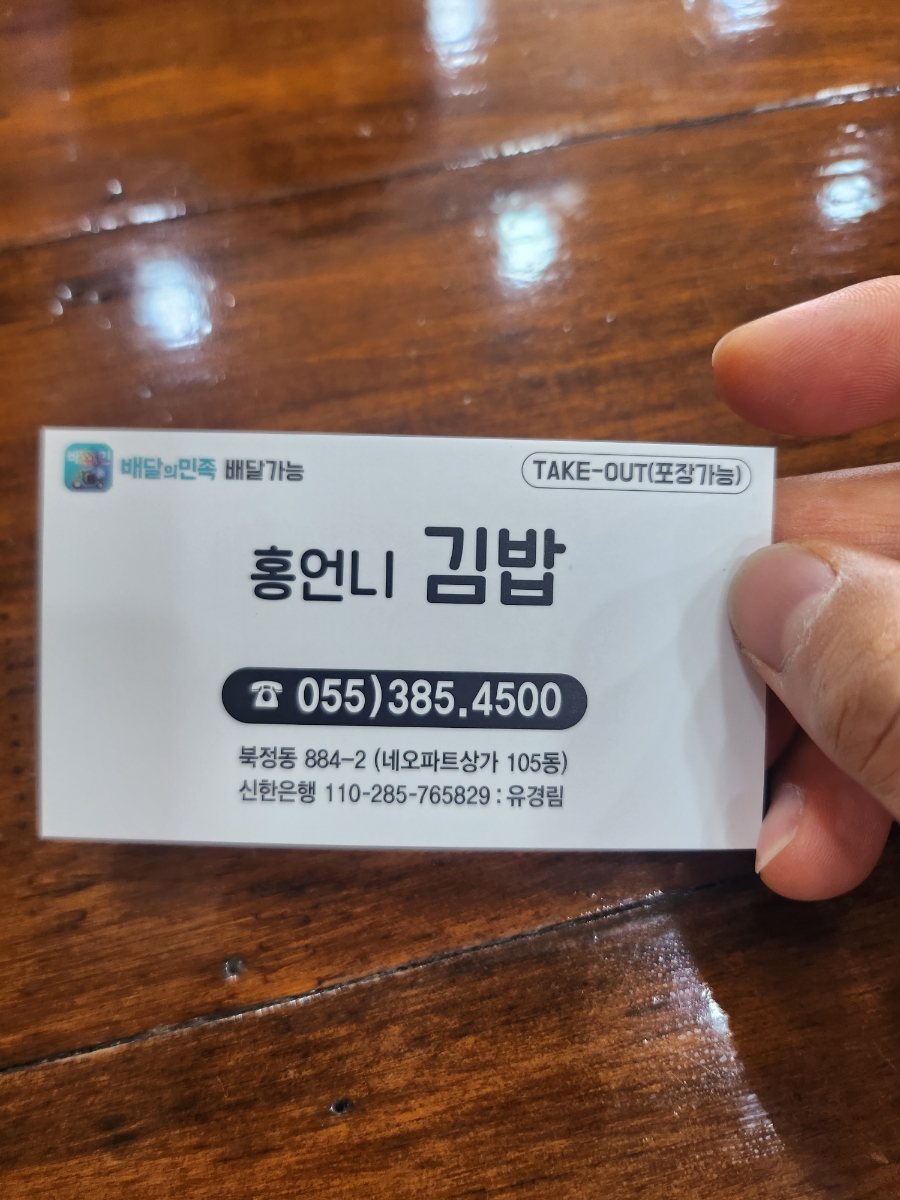 배달의민족 배달가능
TAKE-OUT(포장가능)
홍언니 김밥
☎ 055)385.4500
북정동 884-2 (네오파트상가 105동)
신한은행 110-285-765829 : 유경림